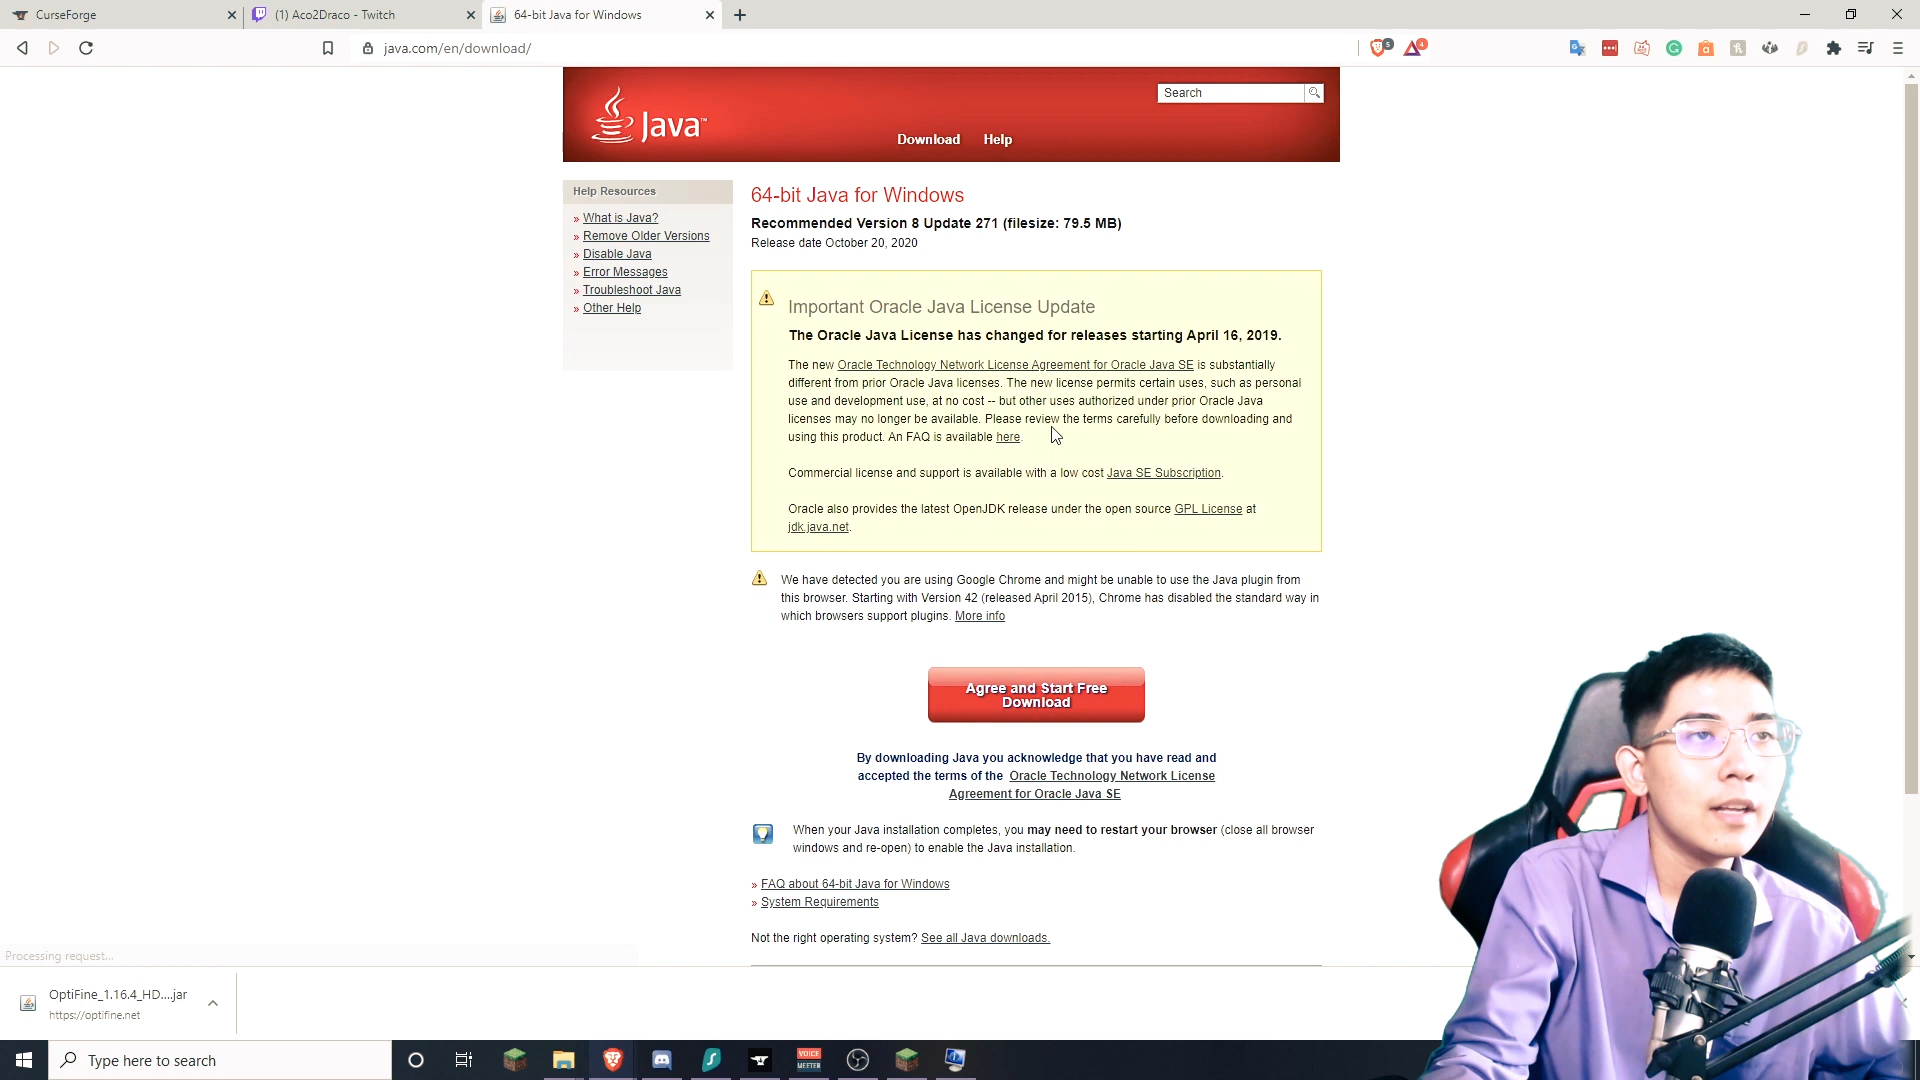 CurseForge
(1) Aco2Draco - Twitch
64-bit Java for Windows
java.com/en/download/
5
4
Java™
Search
Download Help
Help Resources
» What is Java?
» Remove Older Versions
» Disable Java
» Error Messages
» Troubleshoot Java
» Other Help
64-bit Java for Windows
Recommended Version 8 Update 271 (filesize: 79.5 MB)
Release date October 20, 2020
Important Oracle Java License Update
The Oracle Java License has changed for releases starting April 16, 2019.
The new Oracle Technology Network License Agreement for Oracle Java SE is substantially
different from prior Oracle Java licenses. The new license permits certain uses, such as personal
use and development use, at no cost -- but other uses authorized under prior Oracle Java
licenses may no longer be available. Please review the terms carefully before downloading and
using this product. An FAQ is available here.
Commercial license and support is available with a low cost Java SE Subscription.
Oracle also provides the latest OpenJDK release under the open source GPL License at
jdk.java.net.
We have detected you are using Google Chrome and might be unable to use the Java plugin from
this browser. Starting with Version 42 (released April 2015), Chrome has disabled the standard way in
which browsers support plugins. More info
Agree and Start Free
Download
By downloading Java you acknowledge that you have read and
accepted the terms of the Oracle Technology Network License
Agreement for Oracle Java SE
When your Java installation completes, you may need to restart your browser (close all browser
windows and re-open) to enable the Java installation.
» FAQ about 64-bit Java for Windows
» System Requirements
Not the right operating system? See all Java downloads.
Processing request...
OptiFine_1.16.4_HD....jar
https://optifine.net
Type here to search
VOICE
MEETER